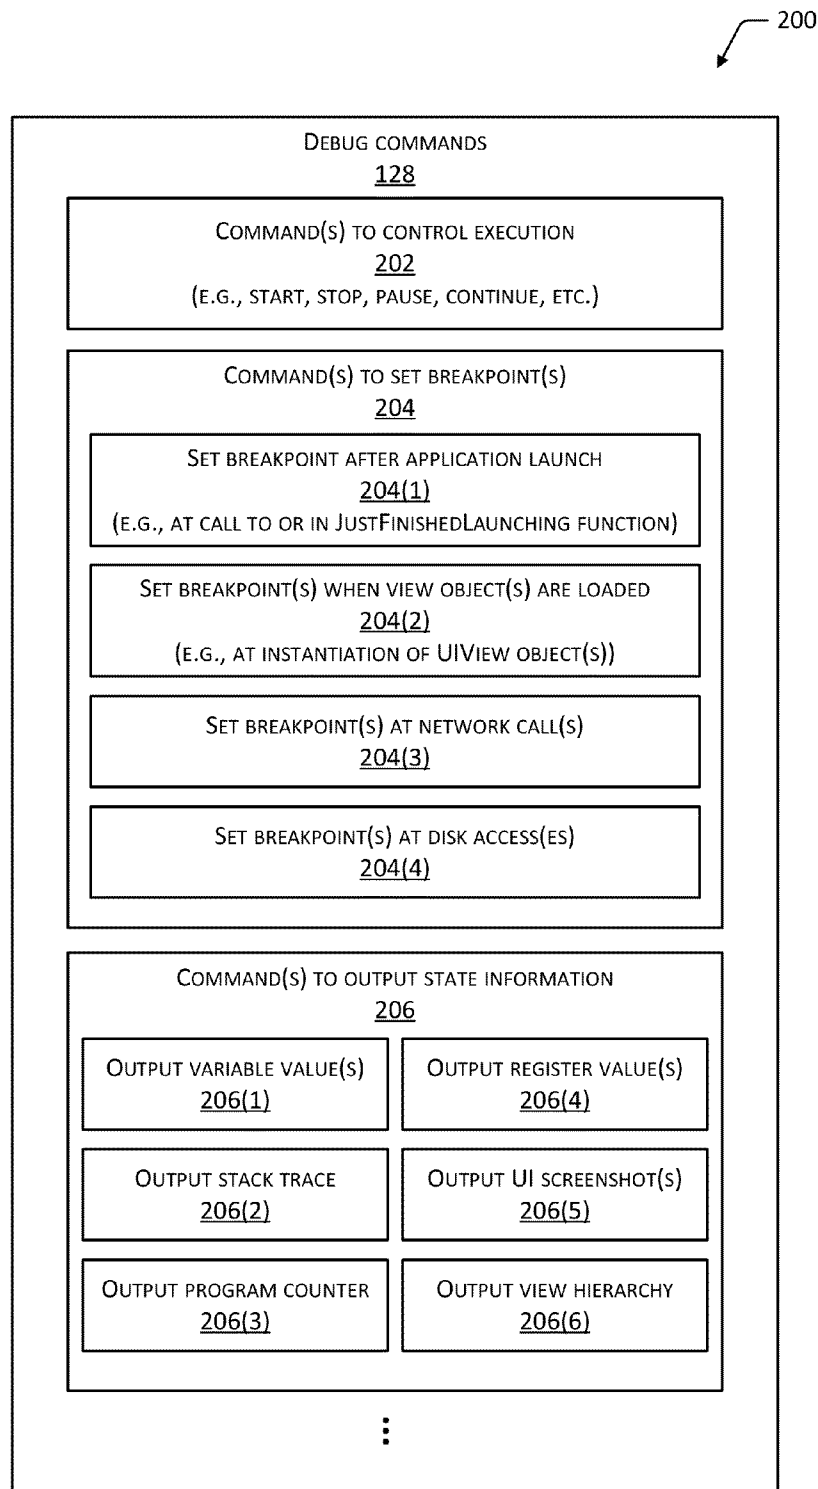 200
Debug commands
128
Command(s) to control execution
202
(e.g., start, stop, pause, continue, etc.)
Command(s) to set breakpoint(s)
204
Set breakpoint after application launch
204(1)
(e.g., at call to or in JustFinishedLaunching function)
Set breakpoint(s) when view object(s) are loaded
204(2)
(e.g., at instantiation of UIView object(s))
Set breakpoint(s) at network call(s)
204(3)
Set breakpoint(s) at disk access(es)
204(4)
Command(s) to output state information
206
Output variable value(s)
206(1)
Output register value(s)
206(4)
Output stack trace
206(2)
Output UI screenshot(s)
206(5)
Output program counter
206(3)
Output view hierarchy
206(6)